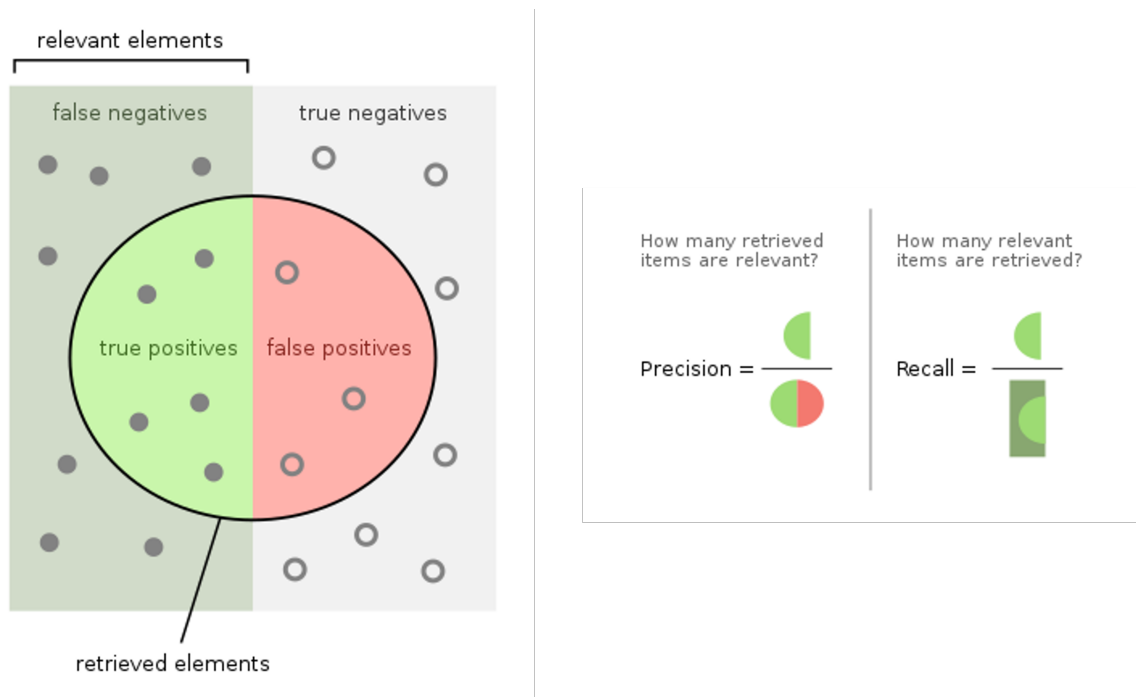 relevant elements
false negatives
true negatives
true positives
false positives
retrieved elements
How many retrieved
items are relevant?
Precision =
How many relevant
items are retrieved?
Recall =